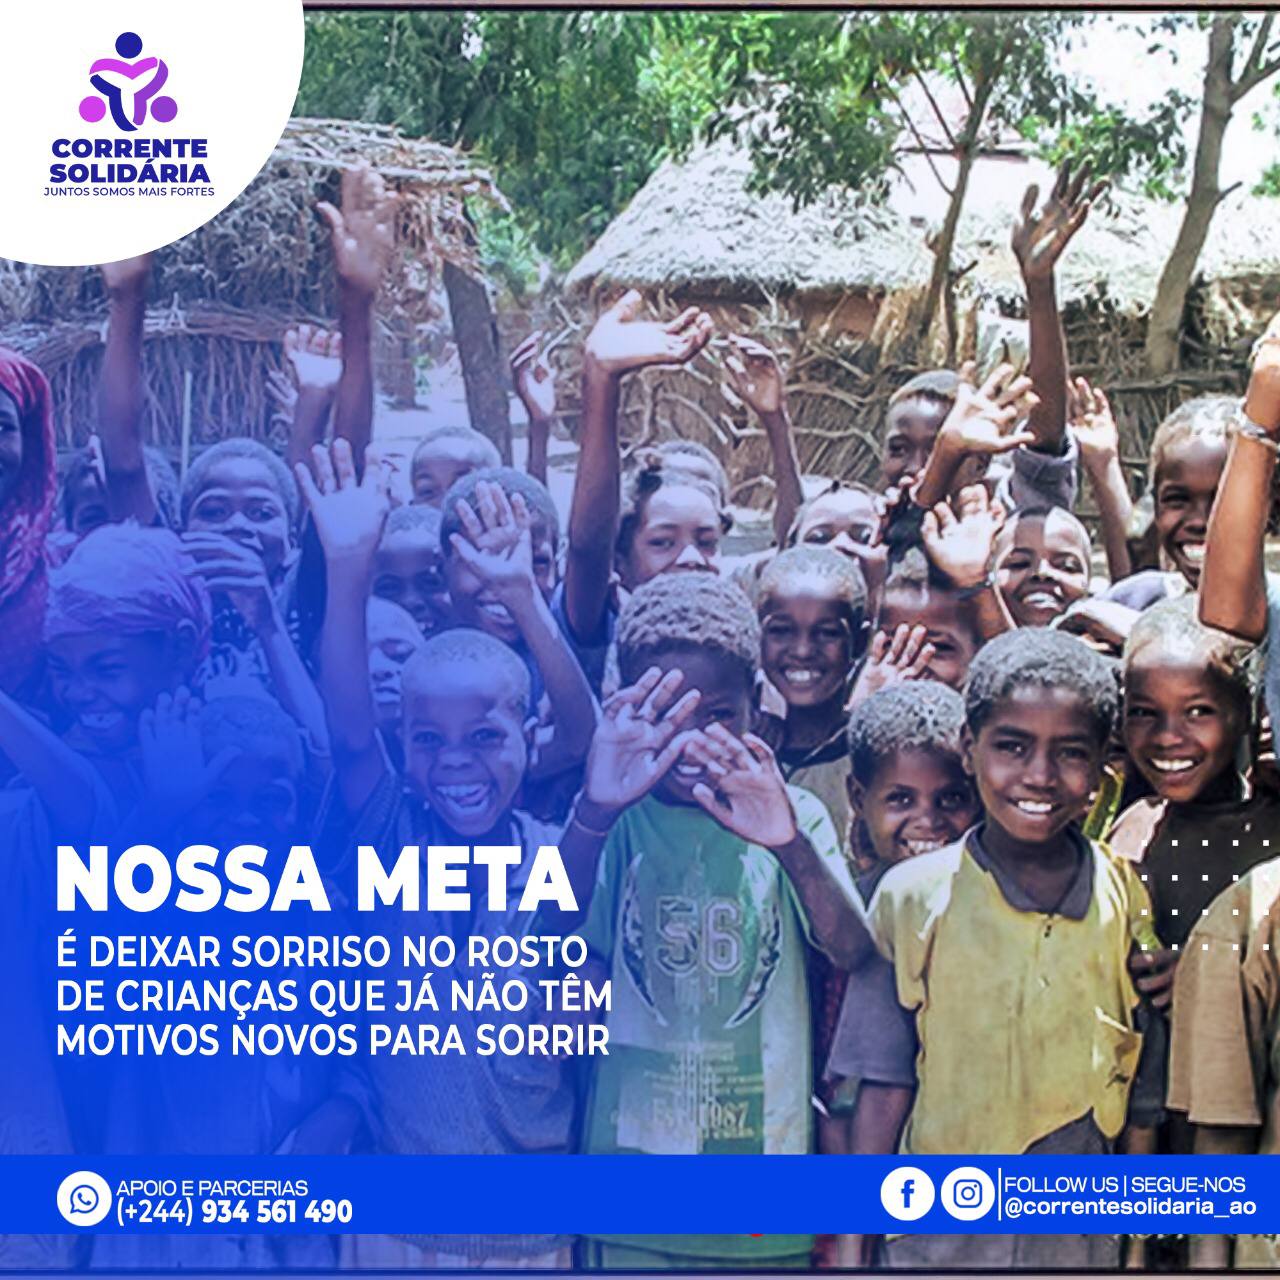 CORRENTE
SOLIDÁRIA
JUNTOS SOMOS MAIS FORTES
56
1987
NOSSA META
É DEIXAR SORRISO NO ROSTO
DE CRIANÇAS QUE JÁ NÃO TÊM
MOTIVOS NOVOS PARA SORRIR
APOIO E PARCERIAS
(+244) 934 561 490
FOLLOW US | SEGUE-NOS
@correntesolidaria_ao